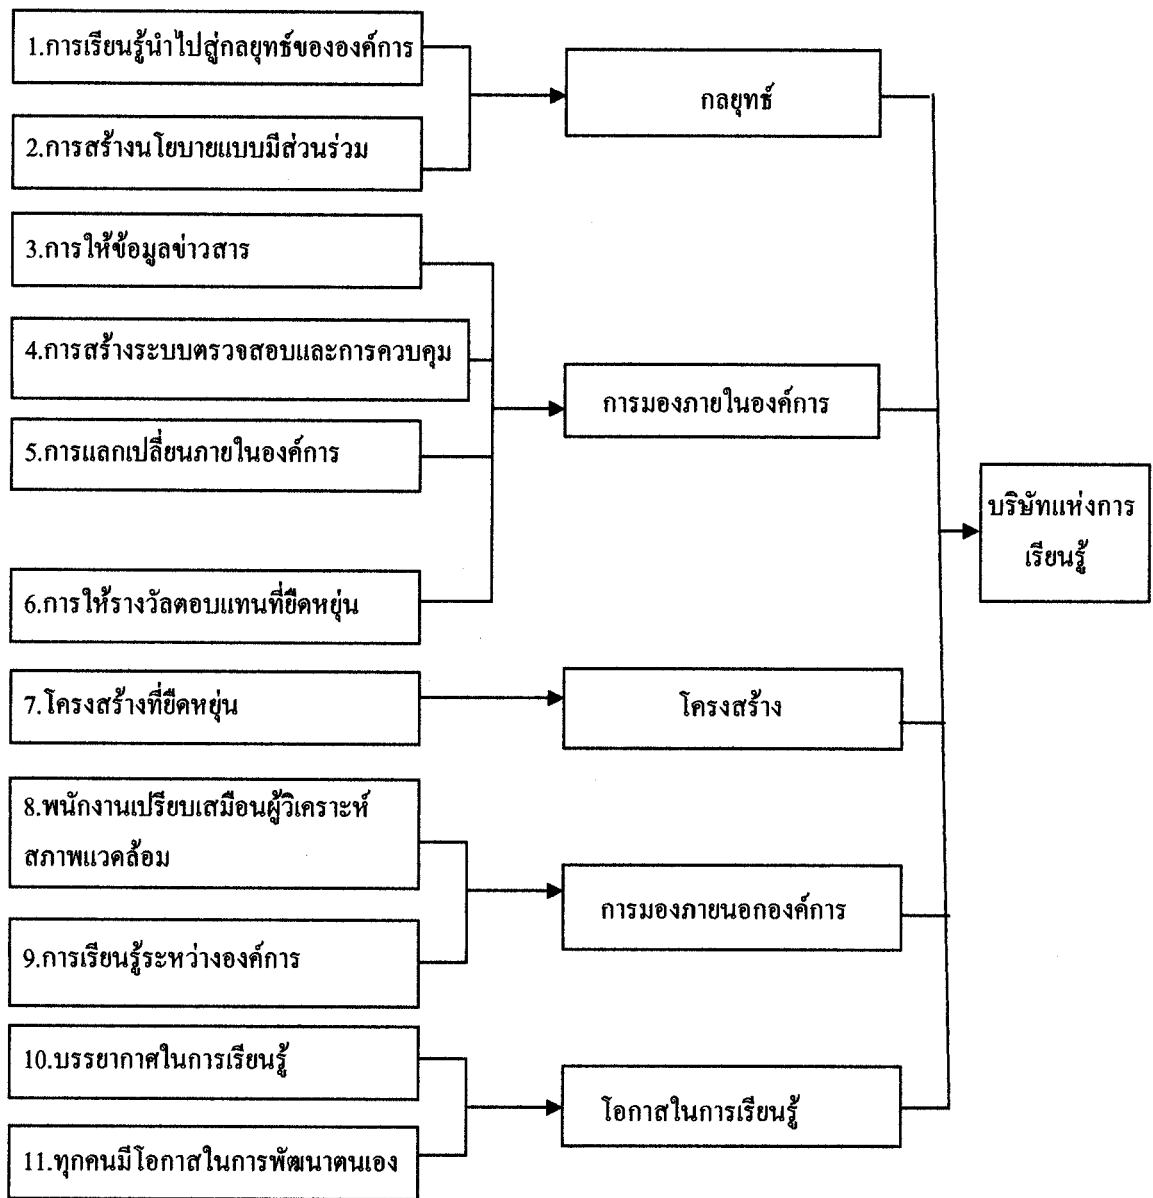 1.การเรียนรู้นำไปสู่กลยุทธ์ขององค์การ
2.การสร้างนโยบายแบบมีส่วนร่วม
กลยุทธ์
3.การให้ข้อมูลข่าวสาร
4.การสร้างระบบตรวจสอบและการควบคุม
5.การแลกเปลี่ยนภายในองค์การ
6.การให้รางวัลตอบแทนที่ยืดหยุ่น
การมองภายในองค์การ
7.โครงสร้างที่ยืดหยุ่น
โครงสร้าง
8.พนักงานเปรียบเสมือนผู้วิเคราะห์
สภาพแวดล้อม
9.การเรียนรู้ระหว่างองค์การ
การมองภายนอกองค์การ
10.บรรยากาศในการเรียนรู้
11.ทุกคนมีโอกาสในการพัฒนาตนเอง
โอกาสในการเรียนรู้
บริษัทแห่งการ
เรียนรู้